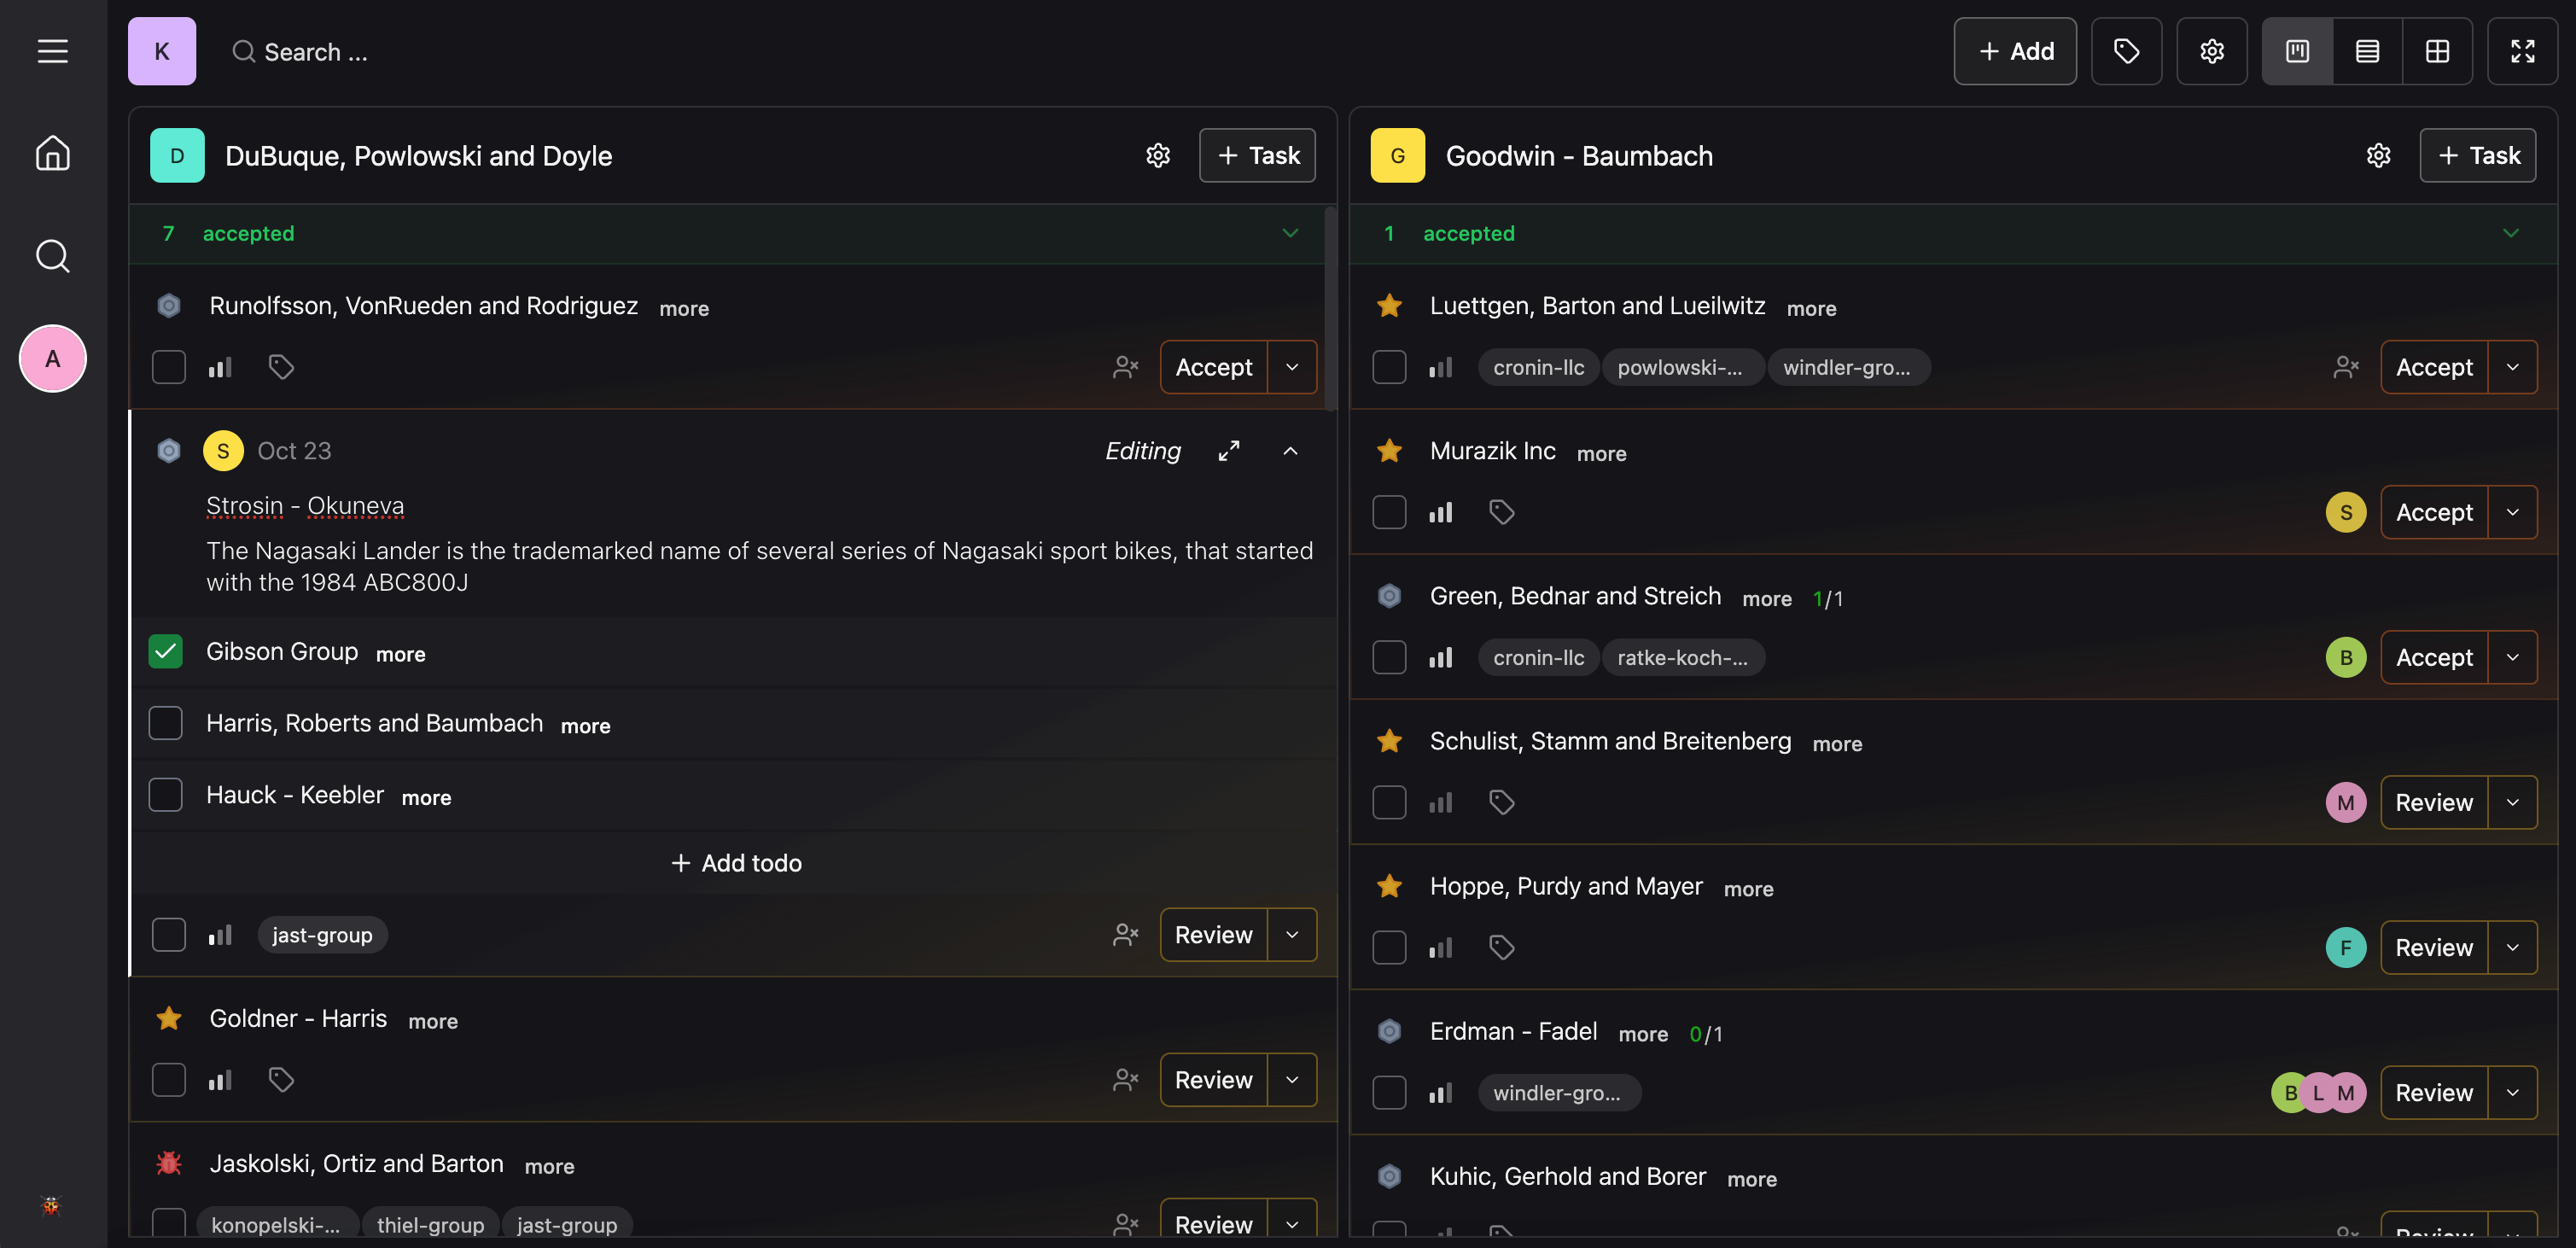 K
Search ...
+ Add
A
D
DuBuque, Powlowski and Doyle
+ Task
7 accepted
Runolfsson, VonRueden and Rodriguez more
Accept
S Oct 23
Editing
Strosin - Okuneva
The Nagasaki Lander is the trademarked name of several series of Nagasaki sport bikes, that started
with the 1984 ABC800J
Gibson Group more
Harris, Roberts and Baumbach more
Hauck - Keebler more
+ Add todo
jast-group
Review
Goldner - Harris more
Review
Jaskolski, Ortiz and Barton more
konopelski-... thiel-group jast-group
Review
G
Goodwin - Baumbach
+ Task
1 accepted
Luettgen, Barton and Lueilwitz more
cronin-llc powlowski-... windler-gro...
Accept
Murazik Inc more
S
Accept
Green, Bednar and Streich more 1/1
cronin-llc ratke-koch-...
B
Accept
Schulist, Stamm and Breitenberg more
M
Review
Hoppe, Purdy and Mayer more
F
Review
Erdman - Fadel more 0/1
windler-gro...
B L M
Review
Kuhic, Gerhold and Borer more
Review